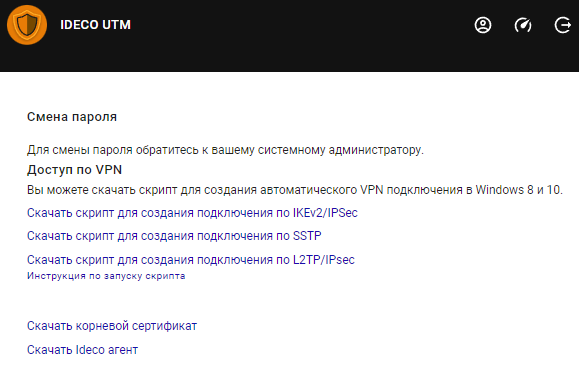 IDECO UTM
Смена пароля
Для смены пароля обратитесь к вашему системному администратору.
Доступ по VPN
Вы можете скачать скрипт для создания автоматического VPN подключения в Windows 8 и 10.
Скачать скрипт для создания подключения по IKEv2/IPSec
Скачать скрипт для создания подключения по SSTP
Скачать скрипт для создания подключения по L2TP/IPsec
Инструкция по запуску скрипта
Скачать корневой сертификат
Скачать Ideco агент